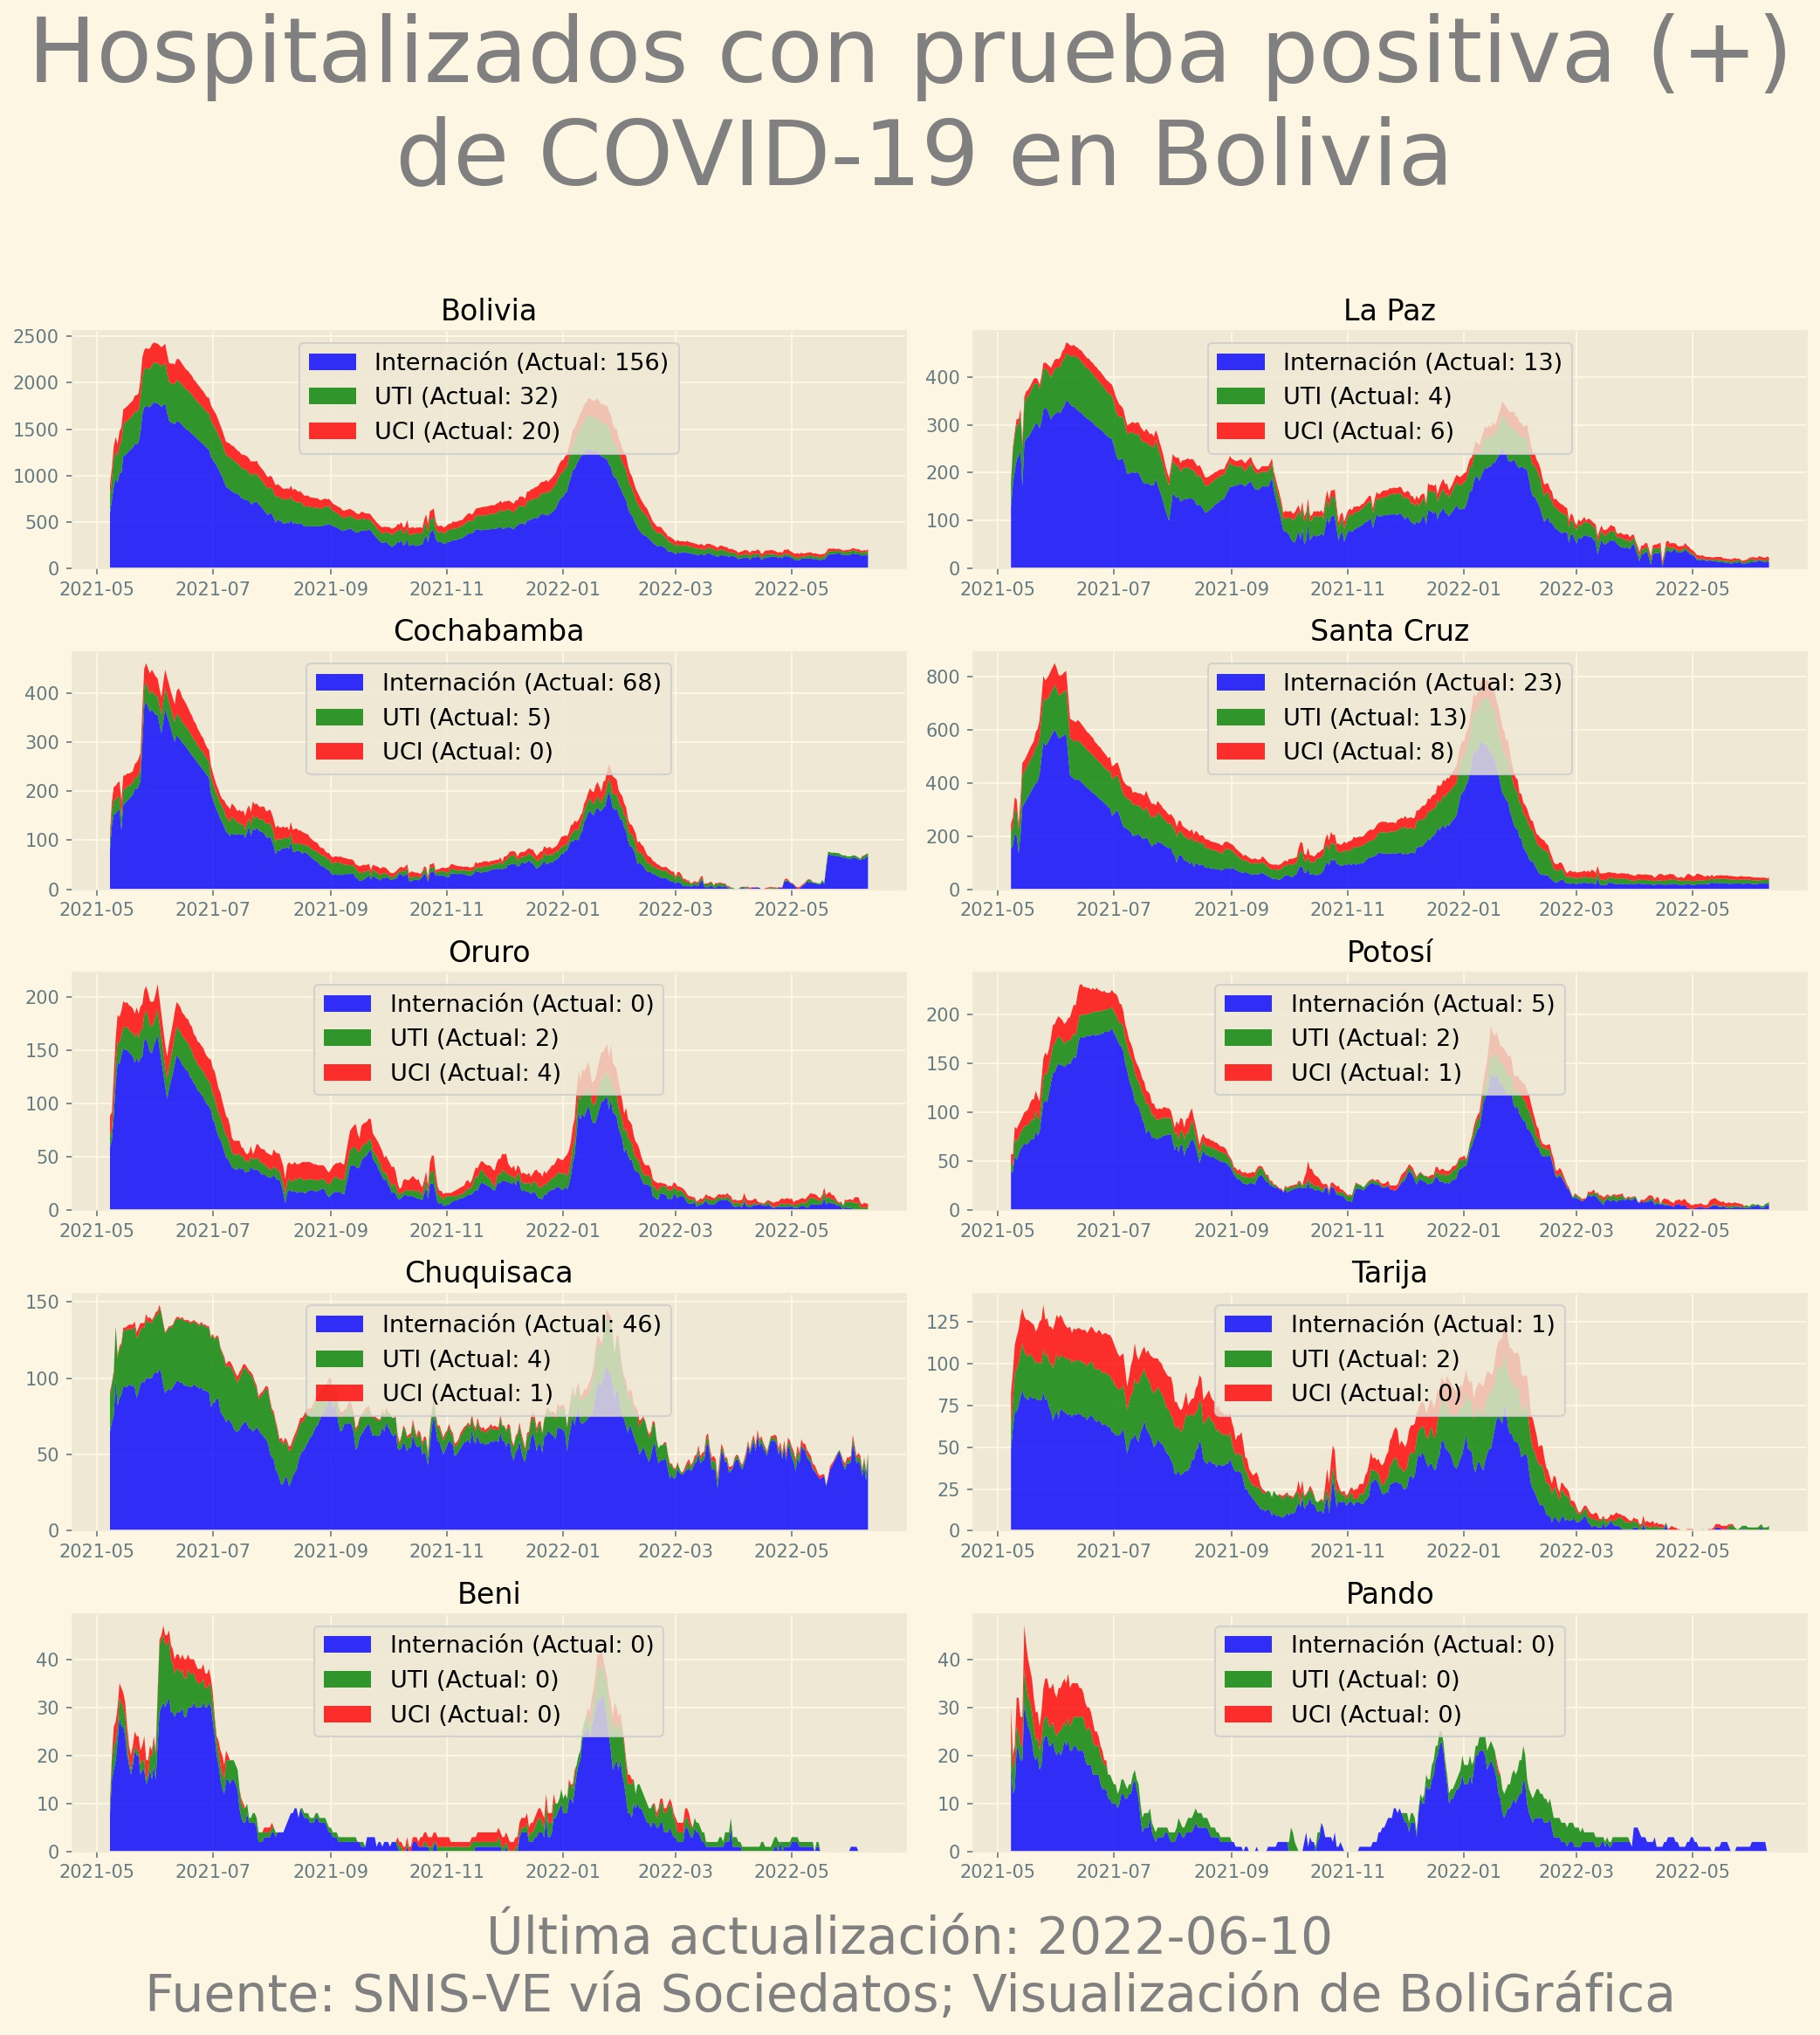 Hospitalizados con prueba positiva (+)
de COVID-19 en Bolivia
Bolivia
2500
2000
1500
1000
500
0
Internación (Actual: 156)
UTI (Actual: 32)
UCI (Actual: 20)
2021-05 2021-07 2021-09 2021-11 2022-01 2022-03 2022-05
La Paz
400
300
200
100
0
Internación (Actual: 13)
UTI (Actual: 4)
UCI (Actual: 6)
2021-05 2021-07 2021-09 2021-11 2022-01 2022-03 2022-05
Cochabamba
400
300
200
100
0
Internación (Actual: 68)
UTI (Actual: 5)
UCI (Actual: 0)
2021-05 2021-07 2021-09 2021-11 2022-01 2022-03 2022-05
Santa Cruz
800
600
400
200
0
Internación (Actual: 23)
UTI (Actual: 13)
UCI (Actual: 8)
2021-05 2021-07 2021-09 2021-11 2022-01 2022-03 2022-05
Oruro
200
150
100
50
0
Internación (Actual: 0)
UTI (Actual: 2)
UCI (Actual: 4)
2021-05 2021-07 2021-09 2021-11 2022-01 2022-03 2022-05
Potosí
200
150
100
50
0
Internación (Actual: 5)
UTI (Actual: 2)
UCI (Actual: 1)
2021-05 2021-07 2021-09 2021-11 2022-01 2022-03 2022-05
Chuquisaca
150
100
50
0
Internación (Actual: 46)
UTI (Actual: 4)
UCI (Actual: 1)
2021-05 2021-07 2021-09 2021-11 2022-01 2022-03 2022-05
Tarija
125
100
75
50
25
0
Internación (Actual: 1)
UTI (Actual: 2)
UCI (Actual: 0)
2021-05 2021-07 2021-09 2021-11 2022-01 2022-03 2022-05
Beni
40
30
20
10
0
Internación (Actual: 0)
UTI (Actual: 0)
UCI (Actual: 0)
2021-05 2021-07 2021-09 2021-11 2022-01 2022-03 2022-05
Pando
40
30
20
10
0
Internación (Actual: 0)
UTI (Actual: 0)
UCI (Actual: 0)
2021-05 2021-07 2021-09 2021-11 2022-01 2022-03 2022-05
Última actualización: 2022-06-10
Fuente: SNIS-VE vía Sociedatos; Visualización de BoliGráfica